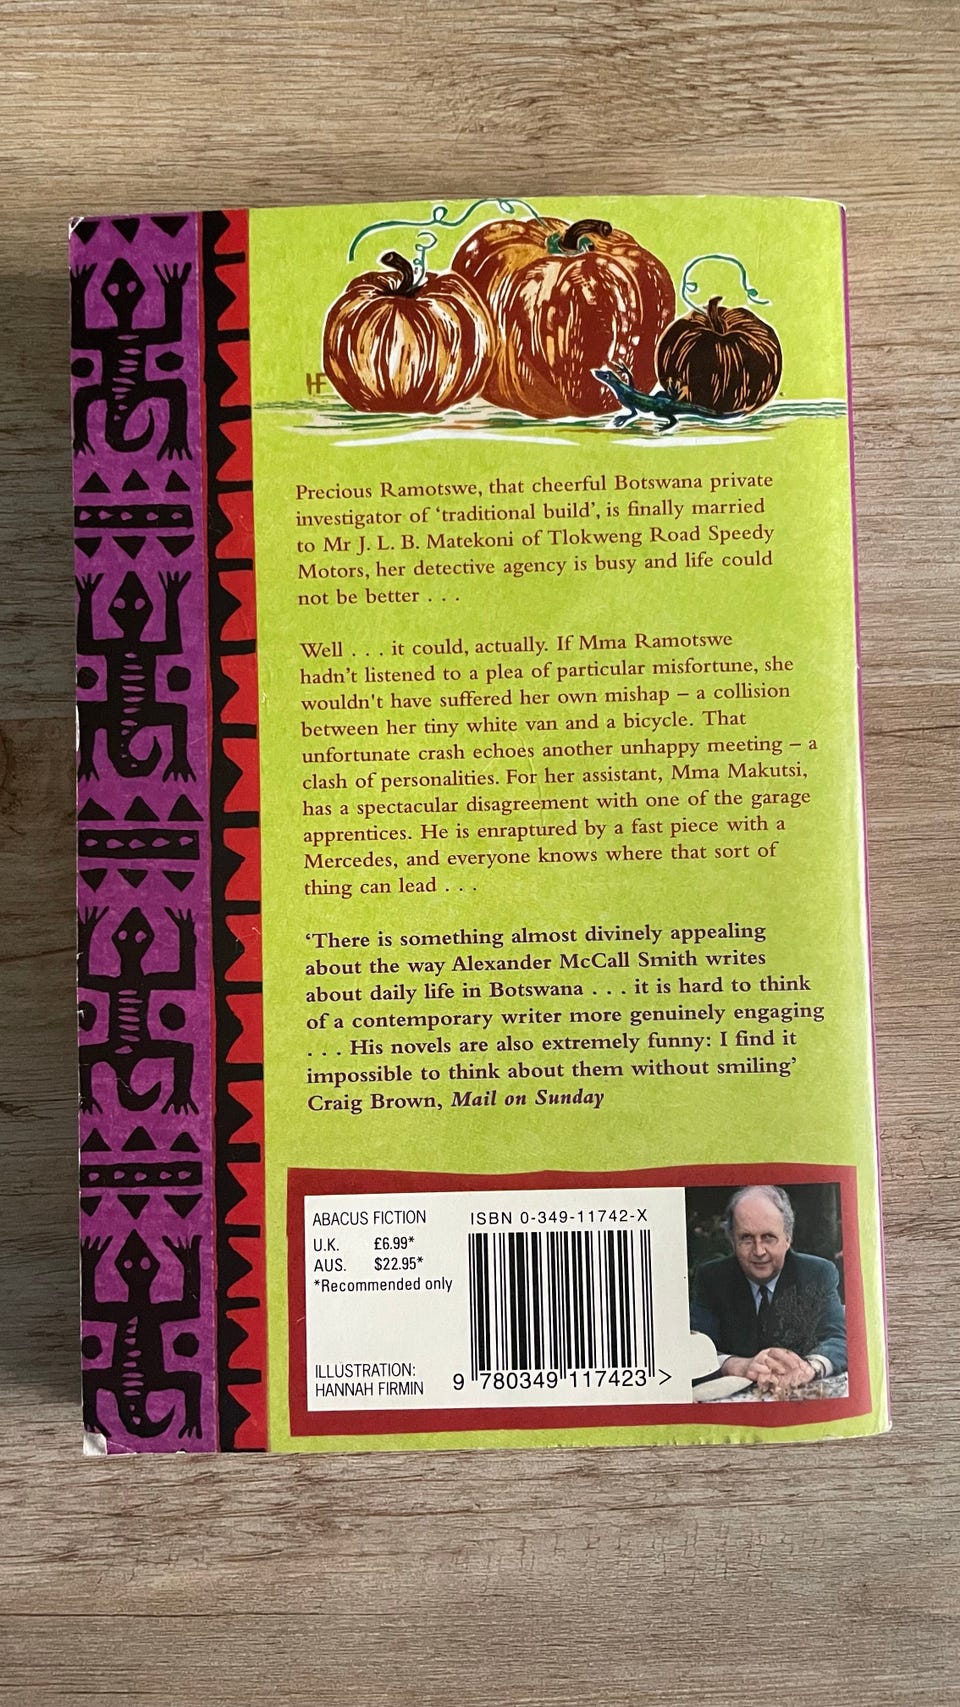 HF
Precious Ramotswe, that cheerful Botswana private
investigator of ‘traditional build’, is finally married
to Mr J. L. B. Matekoni of Tlokweng Road Speedy
Motors, her detective agency is busy and life could
not be better . . .
Well . . . it could, actually. If Mma Ramotswe
hadn’t listened to a plea of particular misfortune, she
wouldn't have suffered her own mishap – a collision
between her tiny white van and a bicycle. That
unfortunate crash echoes another unhappy meeting – a
clash of personalities. For her assistant, Mma Makutsi,
has a spectacular disagreement with one of the garage
apprentices. He is enraptured by a fast piece with a
Mercedes, and everyone knows where that sort of
thing can lead . . .
‘There is something almost divinely appealing
about the way Alexander McCall Smith writes
about daily life in Botswana . . . it is hard to think
of a contemporary writer more genuinely engaging
. . . His novels are also extremely funny: I find it
impossible to think about them without smiling’
Craig Brown, Mail on Sunday
ABACUS FICTION
U.K. £6.99*
AUS. $22.95*
*Recommended only
ILLUSTRATION:
HANNAH FIRMIN
ISBN 0-349-11742-X
9 780349 117423 >